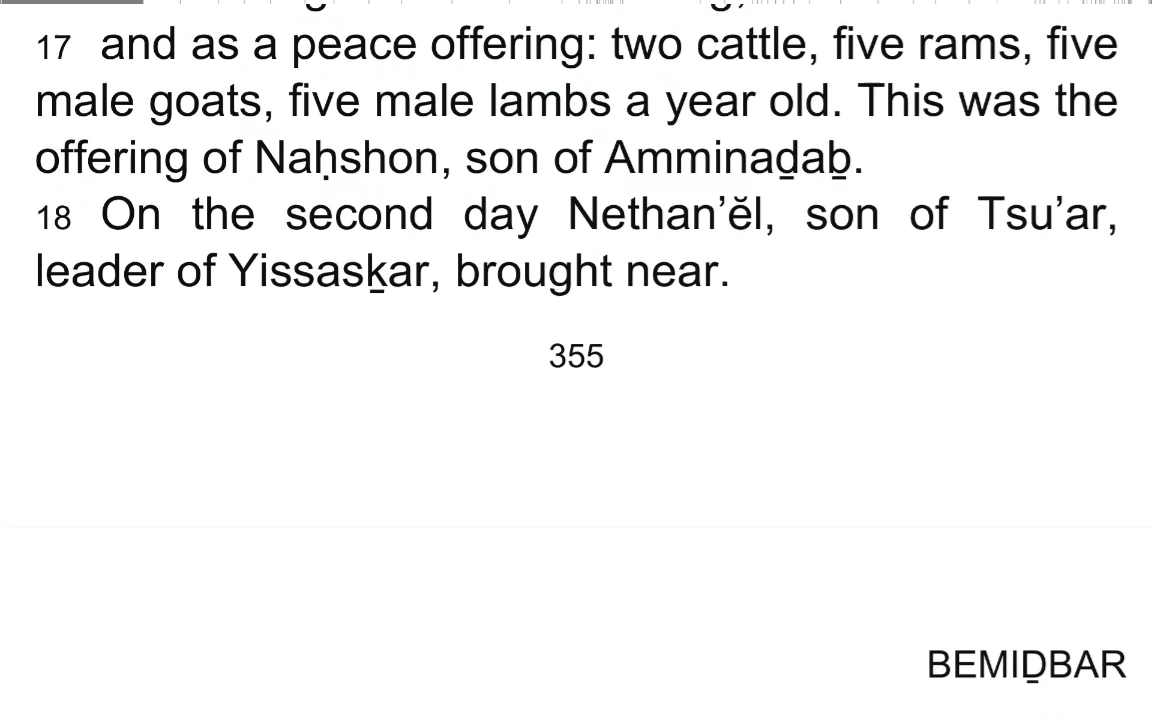 17 and as a peace offering: two cattle, five rams, five
male goats, five male lambs a year old. This was the
offering of Naḥshon, son of Amminaḏaḇ.
18 On the second day Nethan’ĕl, son of Tsu’ar,
leader of Yissasḵar, brought near.
355
BEMIḎBAR